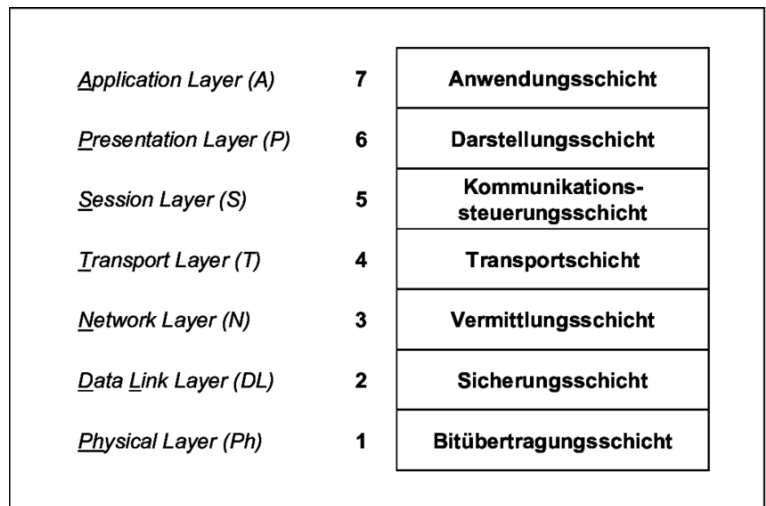 Application Layer (A) 7 Anwendungsschicht
Presentation Layer (P) 6 Darstellungsschicht
Session Layer (S) 5 Kommunikations-
steuerungsschicht
Transport Layer (T) 4 Transportschicht
Network Layer (N) 3 Vermittlungsschicht
Data Link Layer (DL) 2 Sicherungsschicht
Physical Layer (Ph) 1 Bitübertragungsschicht